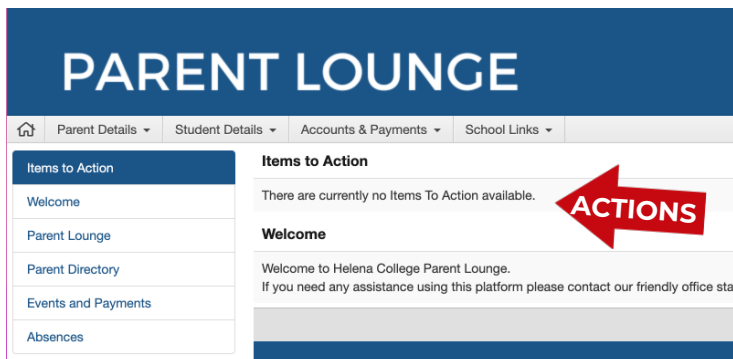 PARENT LOUNGE
Parent Details Student Details Accounts & Payments School Links
Items to Action
Welcome
Parent Lounge
Parent Directory
Events and Payments
Absences
Items to Action
There are currently no Items To Action available.
ACTIONS
Welcome
Welcome to Helena College Parent Lounge.
If you need any assistance using this platform please contact our friendly office sta